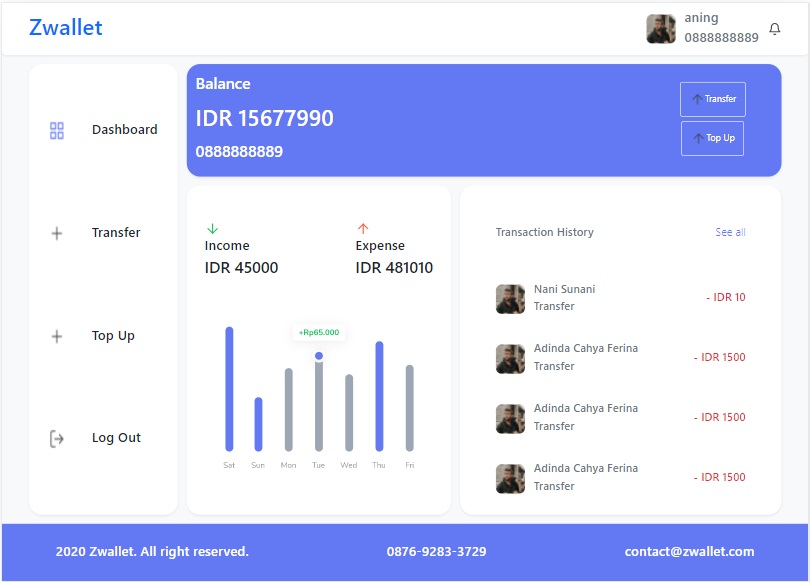 Zwallet
aning
0888888889
Dashboard
Transfer
Top Up
Log Out
Balance
IDR 15677990
0888888889
Transfer
Top Up
Income
IDR 45000
Expense
IDR 481010
+Rp65.000
Sat Sun Mon Tue Wed Thu Fri
Transaction History
See all
Nani Sunani
Transfer
- IDR 10
Adinda Cahya Ferina
Transfer
- IDR 1500
Adinda Cahya Ferina
Transfer
- IDR 1500
Adinda Cahya Ferina
Transfer
- IDR 1500
2020 Zwallet. All right reserved.
0876-9283-3729
contact@zwallet.com